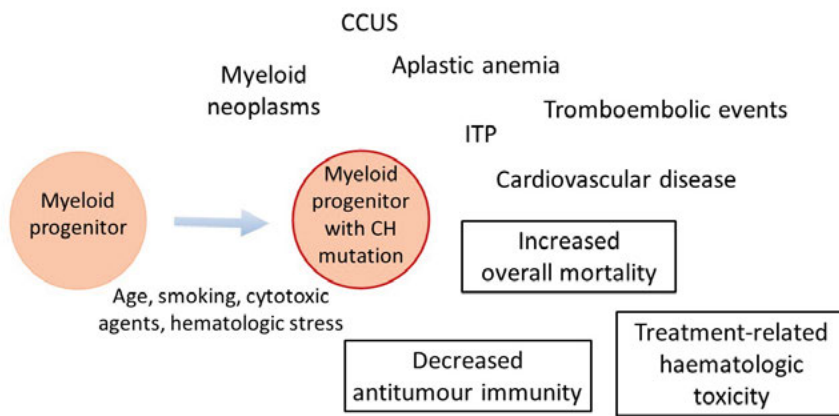 CCUS
Myeloid
neoplasms
Aplastic anemia
Tromboembolic events
ITP
Cardiovascular disease
Myeloid
progenitor
Myeloid
progenitor
with CH
mutation
Increased
overall mortality
Age, smoking, cytotoxic
agents, hematologic stress
Decreased
antitumour immunity
Treatment-related
haematologic
toxicity